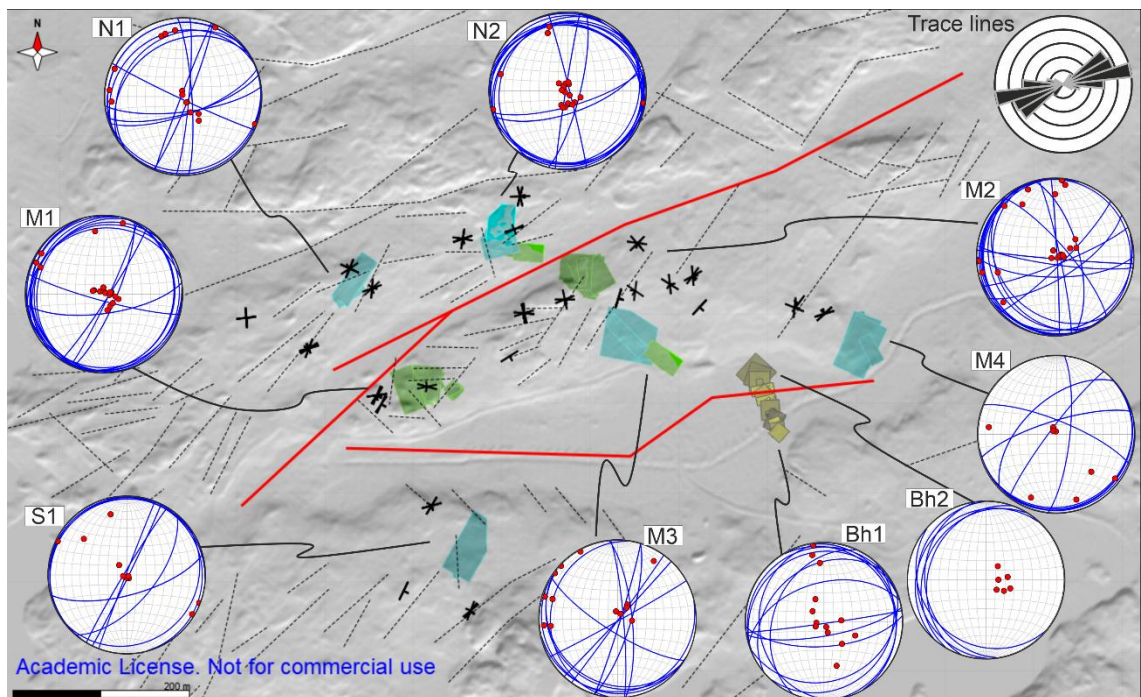 N
N1
N2
Trace lines
M1
M2
M4
S1
M3
Bh1
Bh2
Academic License. Not for commercial use
200 m